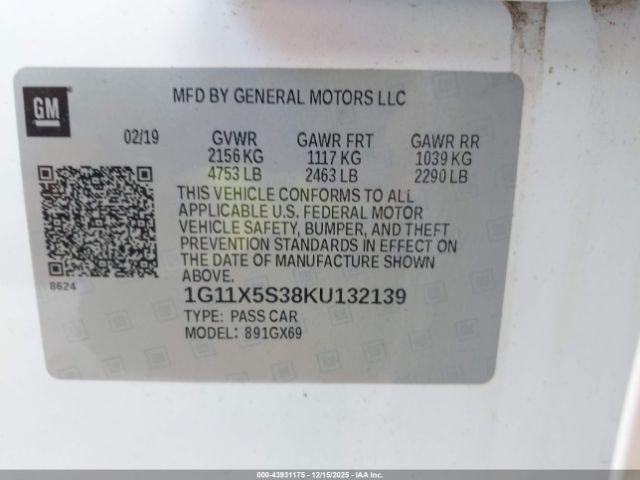 GM
MFD BY GENERAL MOTORS LLC
02/19 GVWR GAWR FRT GAWR RR
2156 KG 1117 KG 1039 KG
4753 LB 2463 LB 2290 LB
THIS VEHICLE CONFORMS TO ALL
APPLICABLE U.S. FEDERAL MOTOR
VEHICLE SAFETY, BUMPER, AND THEFT
PREVENTION STANDARDS IN EFFECT ON
THE DATE OF MANUFACTURE SHOWN
ABOVE.
8624
1G11X5S38KU132139
TYPE: PASS CAR
MODEL: 891GX69
000-43931175 - 12/15/2025 - IAAI.COM